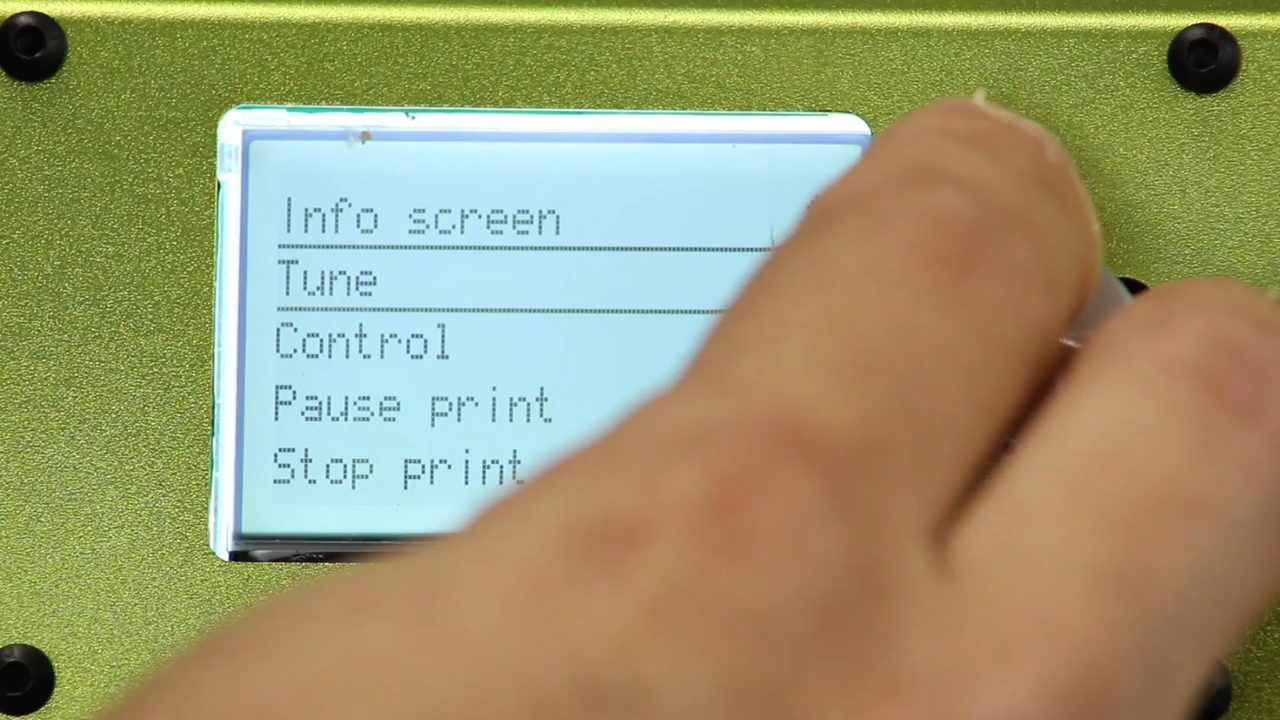 Info screen
Tune
Control
Pause print
Stop print